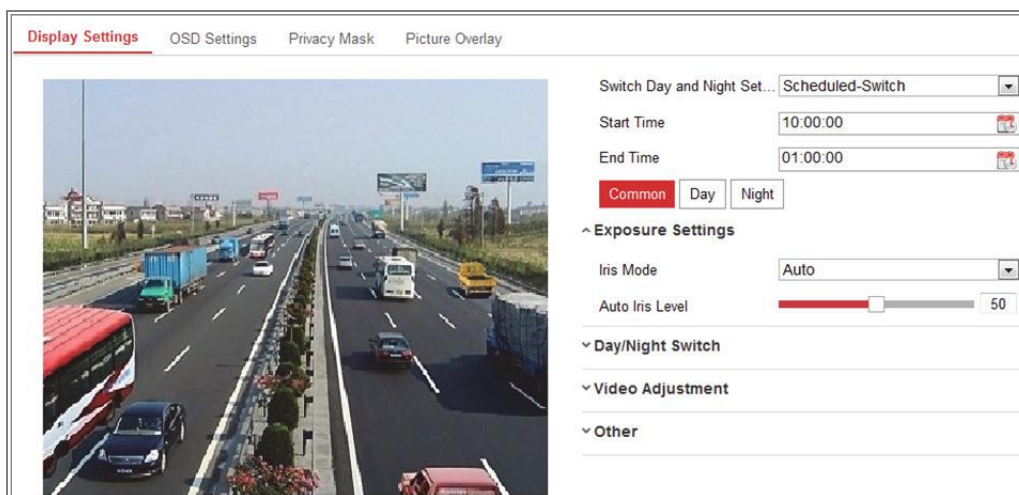 Display Settings OSD Settings Privacy Mask Picture Overlay
Switch Day and Night Set... Scheduled-Switch
Start Time 10:00:00
End Time 01:00:00
Common Day Night
Exposure Settings
Iris Mode Auto
Auto Iris Level 50
Day/Night Switch
Video Adjustment
Other